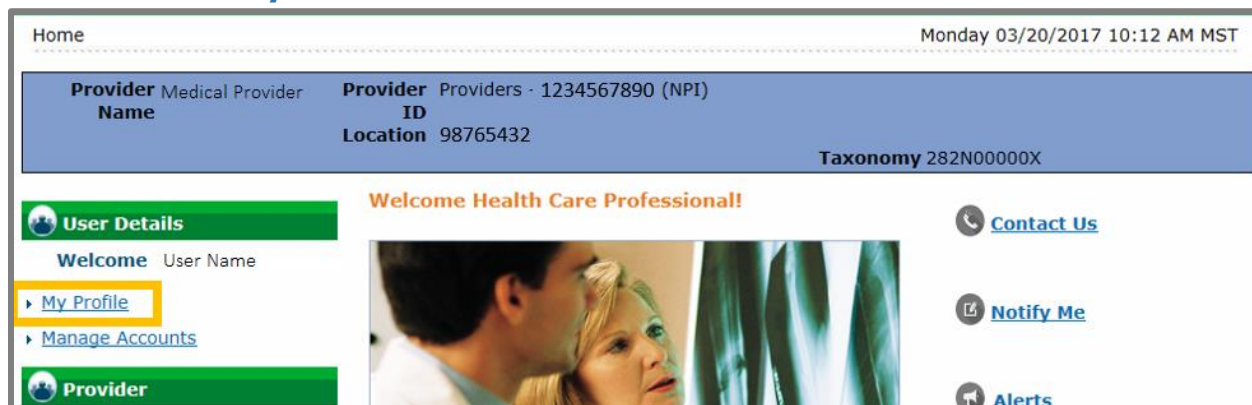 Home
Monday 03/20/2017 10:12 AM MST
Provider Name Medical Provider
Provider ID Providers · 1234567890 (NPI)
Location 98765432
Taxonomy 282N00000X
User Details
Welcome User Name
My Profile
Manage Accounts
Provider
Welcome Health Care Professional!
Contact Us
Notify Me
Alerts